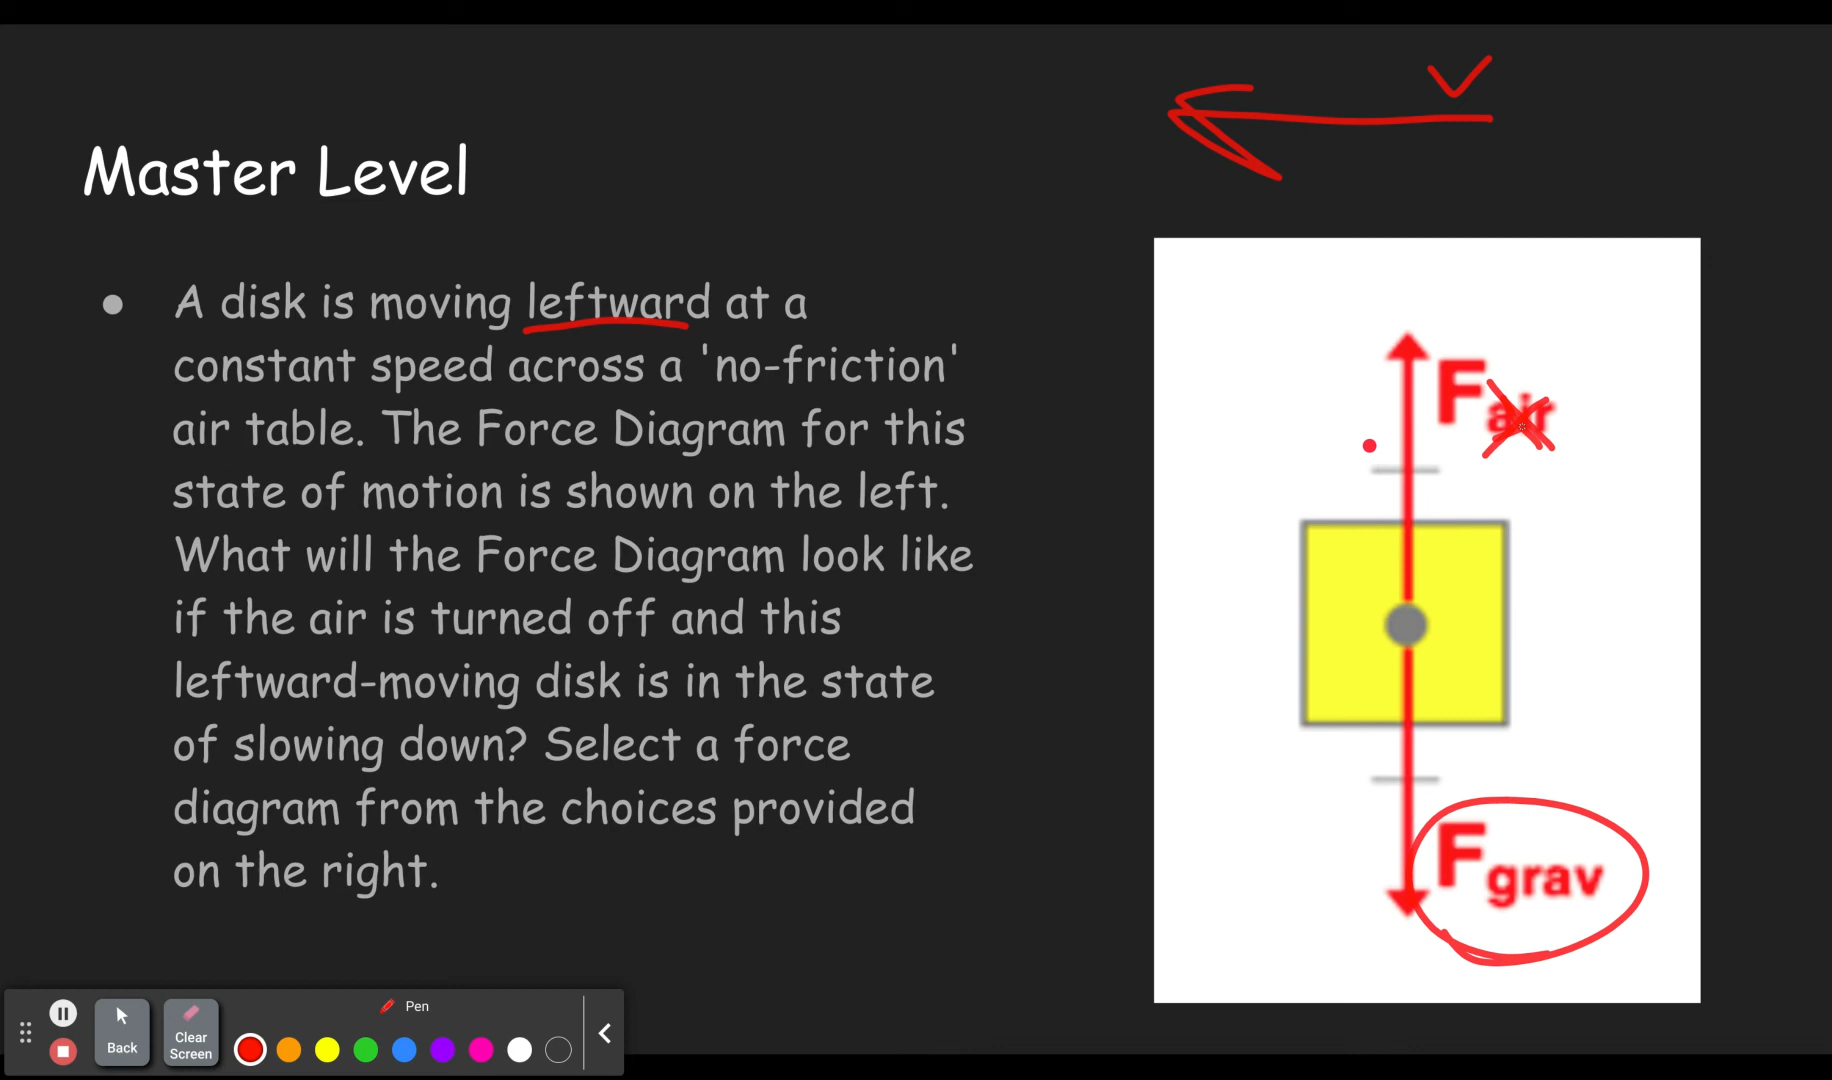 V
Master Level
● A disk is moving leftward at a
constant speed across a 'no-friction'
air table. The Force Diagram for this
state of motion is shown on the left.
What will the Force Diagram look like
if the air is turned off and this
leftward-moving disk is in the state
of slowing down? Select a force
diagram from the choices provided
on the right.
Fair
Fgrav
Pen
Back
Clear
Screen